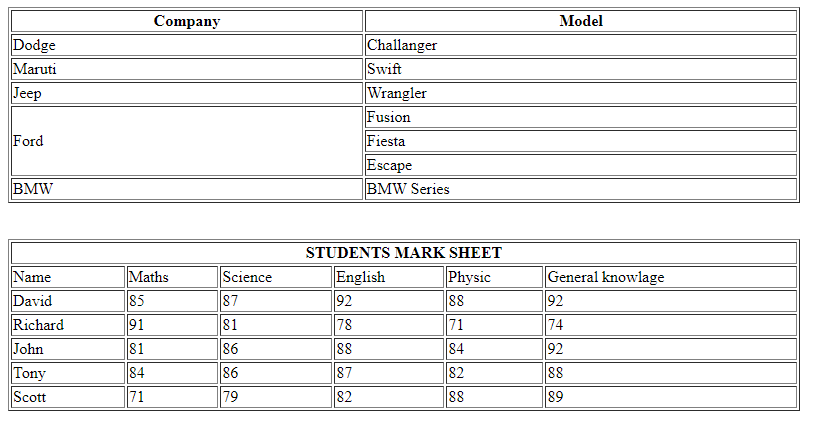 Company Model
Dodge Challanger
Maruti Swift
Jeep Wrangler
Fusion
Ford Fiesta
Escape
BMW BMW Series
STUDENTS MARK SHEET
Name Maths Science English Physic General knowlage
David 85 87 92 88 92
Richard 91 81 78 71 74
John 81 86 88 84 92
Tony 84 86 87 82 88
Scott 71 79 82 88 89